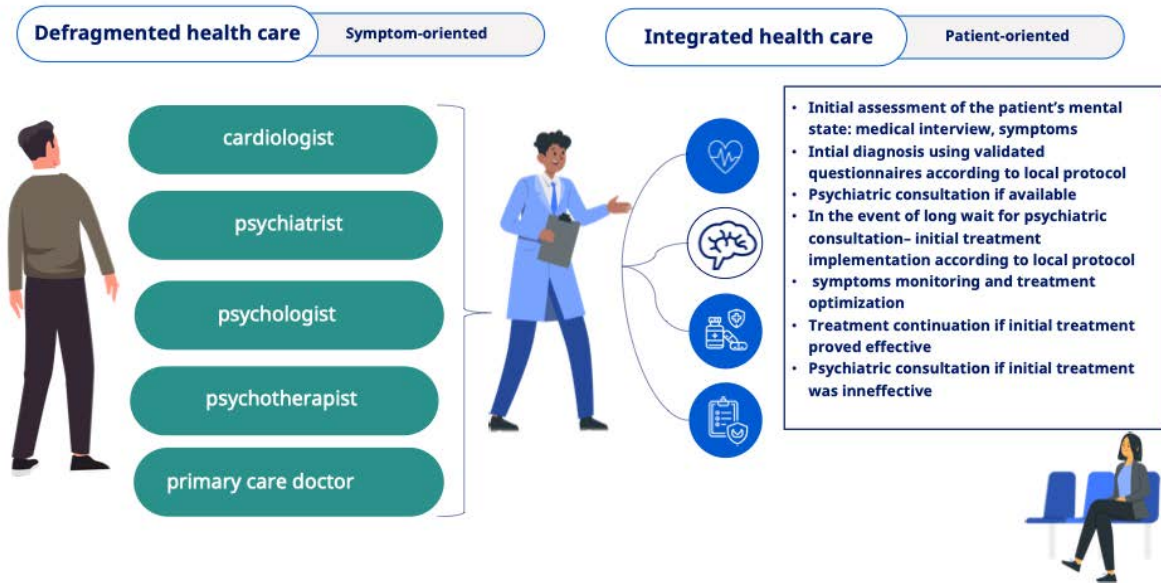 Defragmented health care
Symptom-oriented
cardiologist
psychiatrist
psychologist
psychotherapist
primary care doctor
Integrated health care
Patient-oriented
• Initial assessment of the patient's mental
state: medical interview, symptoms
• Intial diagnosis using validated
questionnaires according to local protocol
• Psychiatric consultation if available
• In the event of long wait for psychiatric
consultation– initial treatment
implementation according to local protocol
• symptoms monitoring and treatment
optimization
• Treatment continuation if initial treatment
proved effective
• Psychiatric consultation if initial treatment
was inneffective